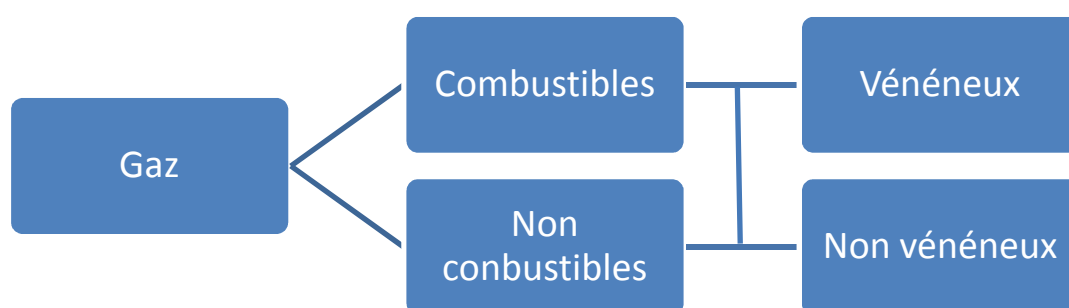 Gaz
Combustibles
Non
conbustibles
Vénéneux
Non vénéneux